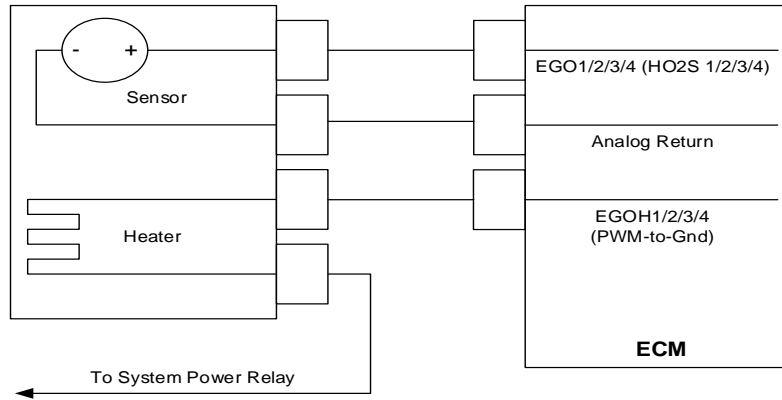 - +
EGO1/2/3/4 (HO2S 1/2/3/4)
Sensor
Analog Return
EGOH1/2/3/4
(PWM-to-Gnd)
Heater
ECM
To System Power Relay